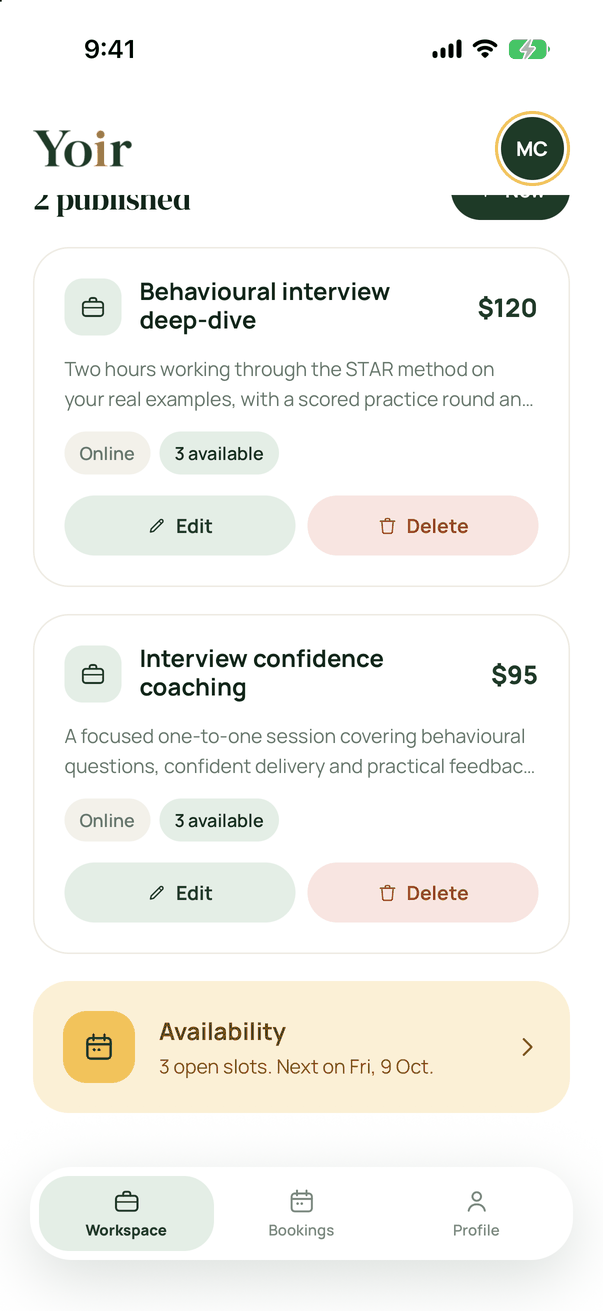 9:41
Yoir
MC
2 published
New
Behavioural interview
deep-dive
$120
Two hours working through the STAR method on
your real examples, with a scored practice round an…
Online
3 available
Edit
Delete
Interview confidence
coaching
$95
A focused one-to-one session covering behavioural
questions, confident delivery and practical feedbac…
Online
3 available
Edit
Delete
Availability
3 open slots. Next on Fri, 9 Oct.
Workspace
Bookings
Profile